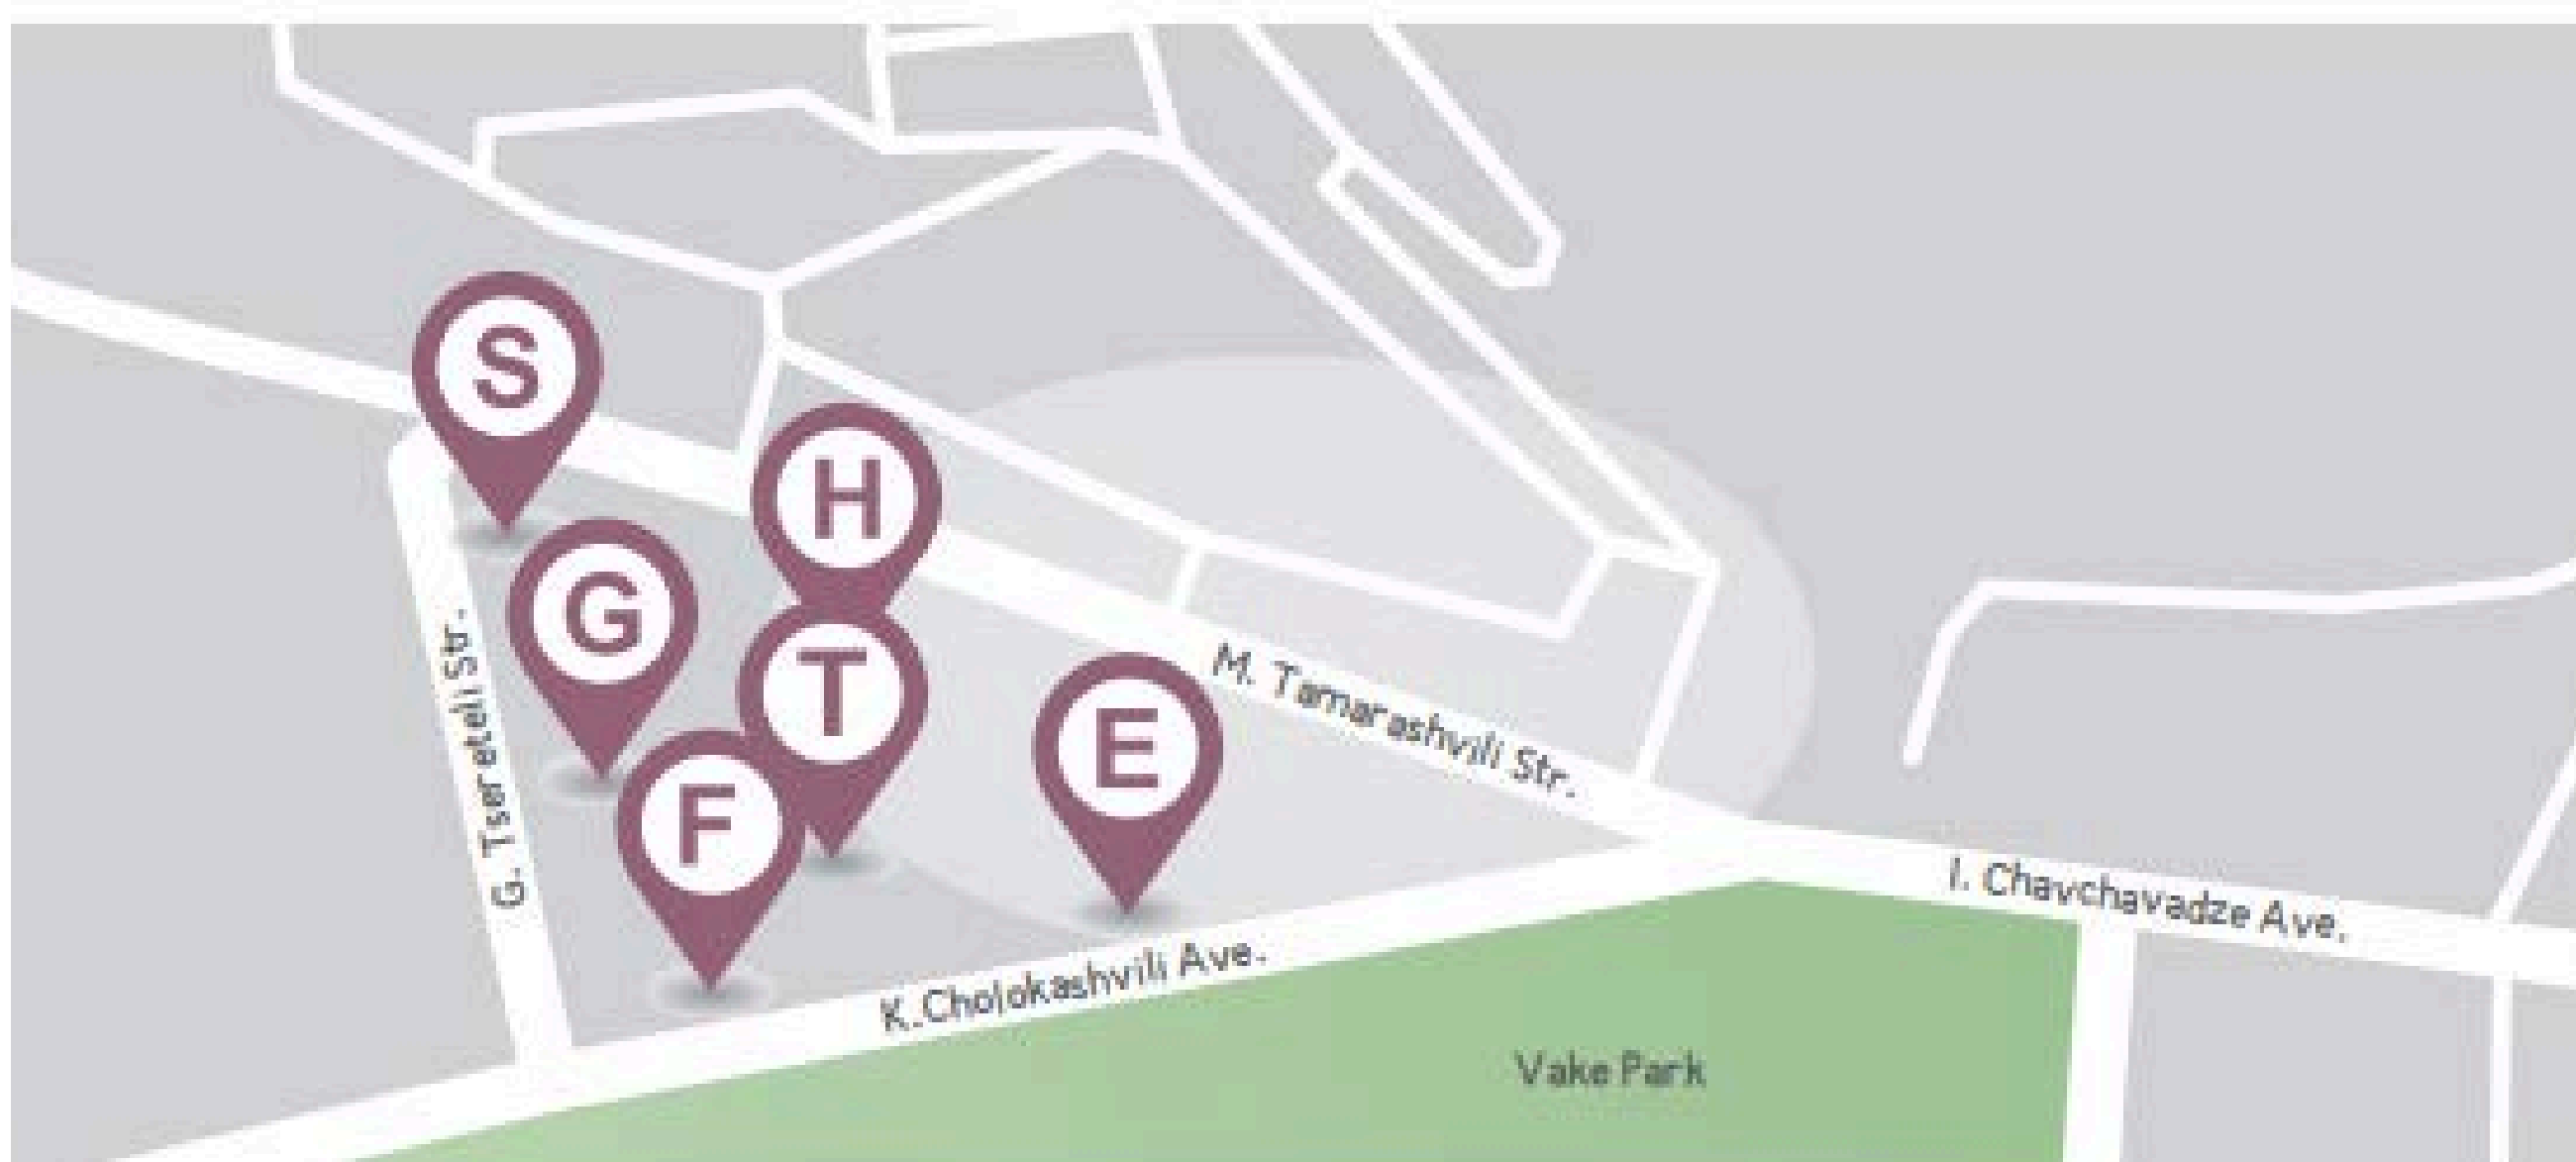 S
H
G
T
E
F
G. Tsereteli Str.
M. Tamarashvili Str.
I. Chavchavadze Ave.
K.Cholokashvili Ave.
Vake Park